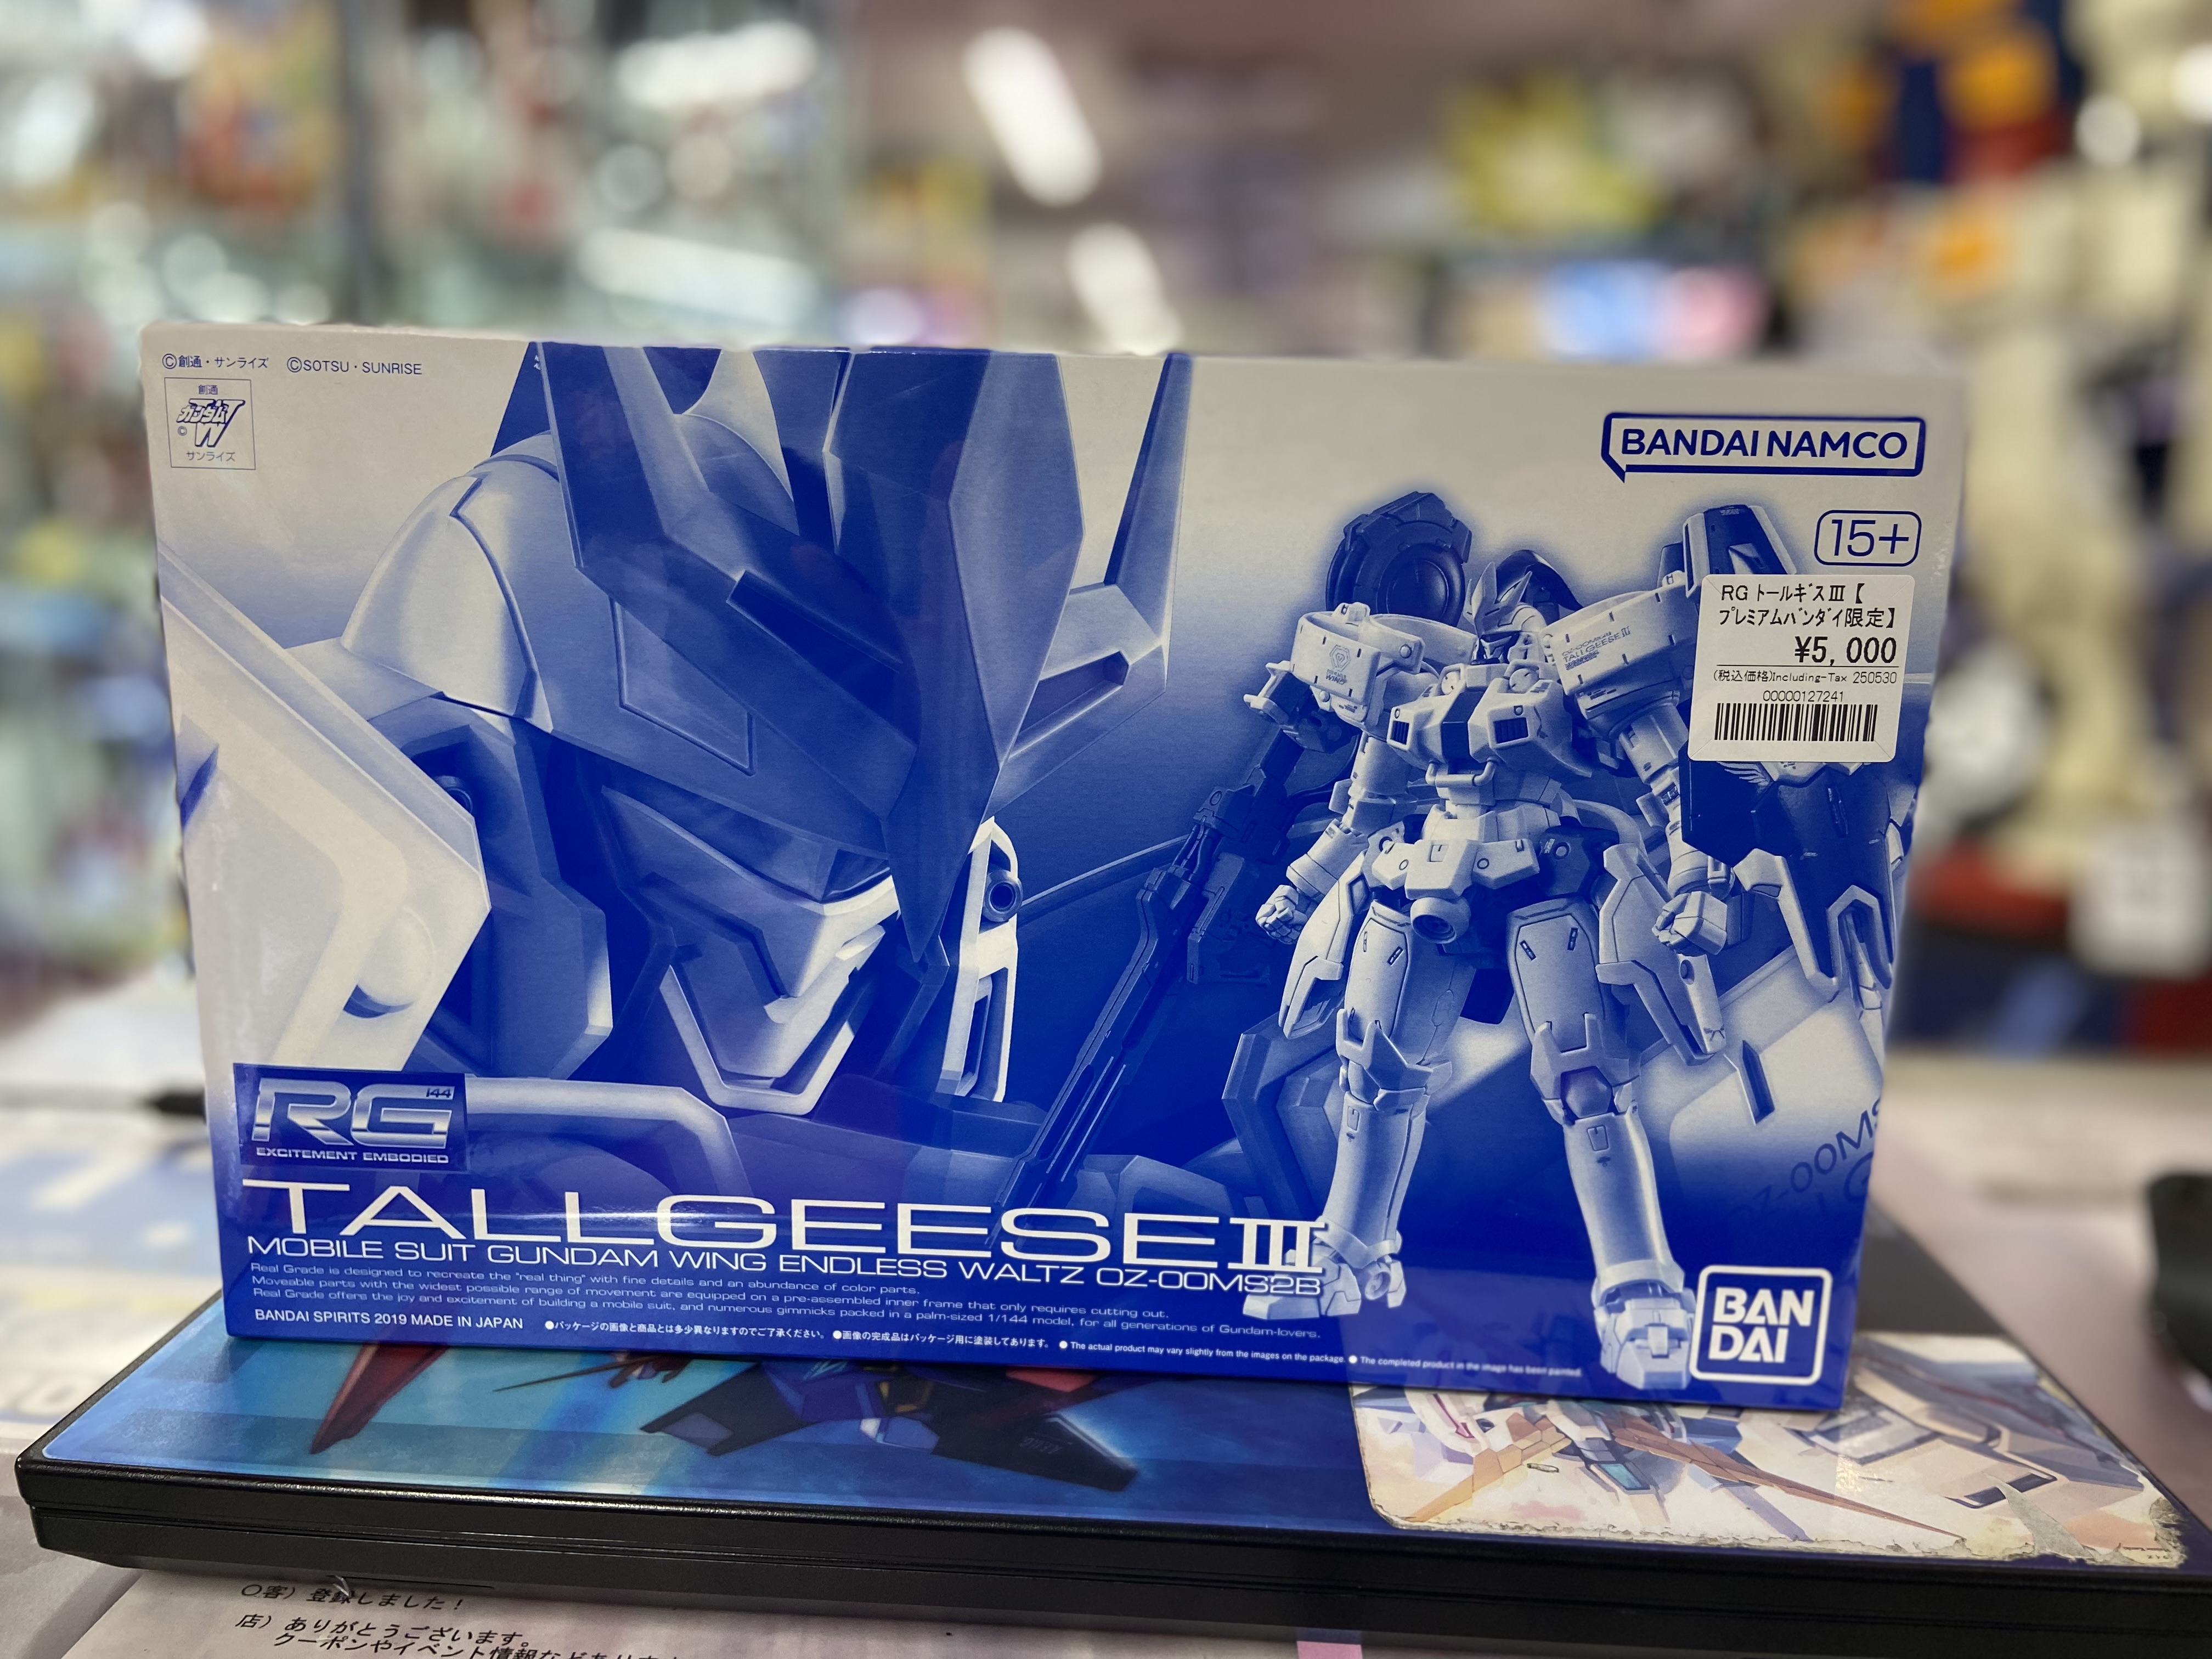 ©創通・サンライズ ©SOTSU・SUNRISE
創通
ガンダムW
©
サンライズ
BANDAI NAMCO
15+
RG トールギスⅢ【
プレミアムバンダイ限定】
¥5,000
(税込価格)Including-Tax 250530
00000127241
TALLGEESEⅢ
OZ-00MS
RG 1/144
EXCITEMENT EMBODIED
TALLGEESE III
MOBILE SUIT GUNDAM WING ENDLESS WALTZ OZ-00MS2B
Real Grade is designed to recreate the "real thing" with fine details and an abundance of color parts.
Moveable parts with the widest possible range of movement are equipped on a pre-assembled inner frame that only requires cutting out.
Real Grade offers the joy and excitement of building a mobile suit, and numerous gimmicks packed in a palm-sized 1/144 model, for all generations of Gundam-lovers.
BANDAI SPIRITS 2019 MADE IN JAPAN ●パッケージの画像と商品とは多少異なりますのでご了承ください。 ●画像の完成品はパッケージ用に塗装してあります。 ● The actual product may vary slightly from the images on the package. ● The completed product in the image has been painted.
BAN
DAI
○客）登録しました！
店）ありがとうございます。
クーポンやイベント情報など